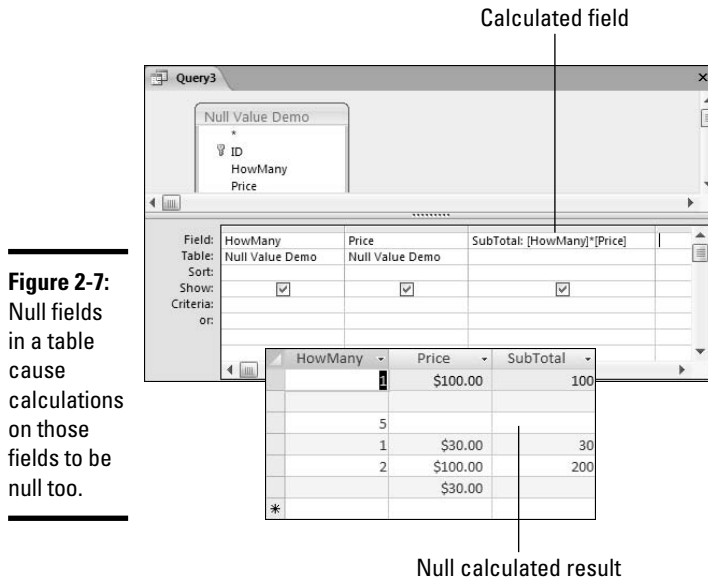 Calculated field
Query3
Null Value Demo
*
ID
HowMany
Price
Field: HowMany Price SubTotal: [HowMany]*[Price]
Table: Null Value Demo Null Value Demo
Sort:
Show:
Criteria:
or:
HowMany Price SubTotal
1 $100.00 100
5
1 $30.00 30
2 $100.00 200
$30.00
*
Null calculated result
Figure 2-7:
Null fields
in a table
cause
calculations
on those
fields to be
null too.